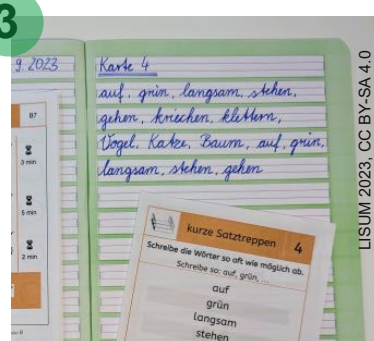 3
9. 2023
Karte 4
auf, grün, langsam, stehen,
gehen, kriechen, klettern,
Vogel, Katze, Baum, auf, grün,
langsam, stehen, gehen
B7
3 min
5 min
2 min
kurze Satztreppen 4
Schreibe die Wörter so oft wie möglich ab.
Schreibe so: auf, grün, ...
auf
grün
langsam
stehen
LISUM 2023, CC BY-SA 4.0